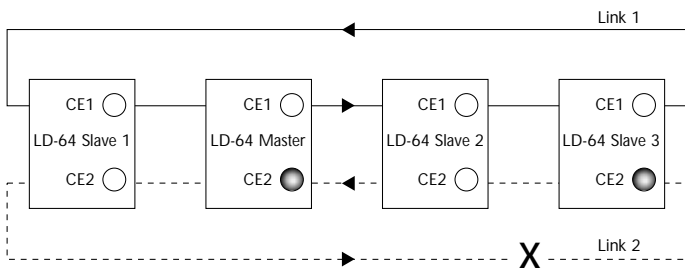 Link 1
CE1 CE1 CE1 CE1
LD-64 Slave 1 LD-64 Master LD-64 Slave 2 LD-64 Slave 3
CE2 CE2 CE2 CE2
X Link 2